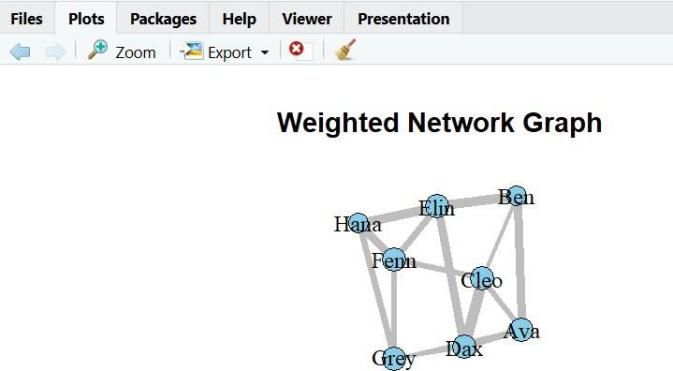 Files Plots Packages Help Viewer Presentation
Zoom Export
Weighted Network Graph
Ben
Elin
Hana
Fenn
Cleo
Ava
Dax
Grey